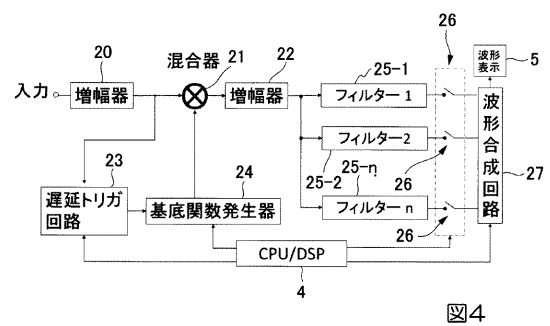 20
混合器
21
22
25-1
26
5
入力
増幅器
増幅器
フィルター1
波形
表示
フィルター2
23
25-2
25-n
26
波形合成回路
24
27
遅延トリガ
回路
基底関数発生器
フィルターn
26
CPU/DSP
4
図4